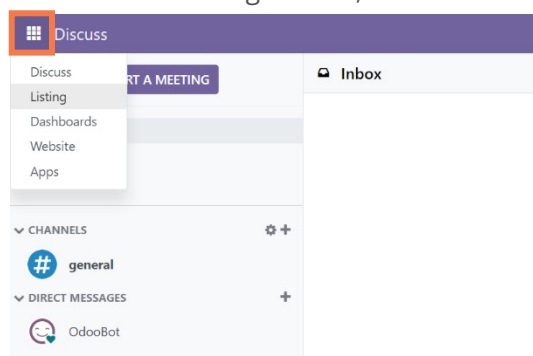 Discuss
Discuss
RT A MEETING
Inbox
Listing
Dashboards
Website
Apps
CHANNELS
general
DIRECT MESSAGES
OdooBot